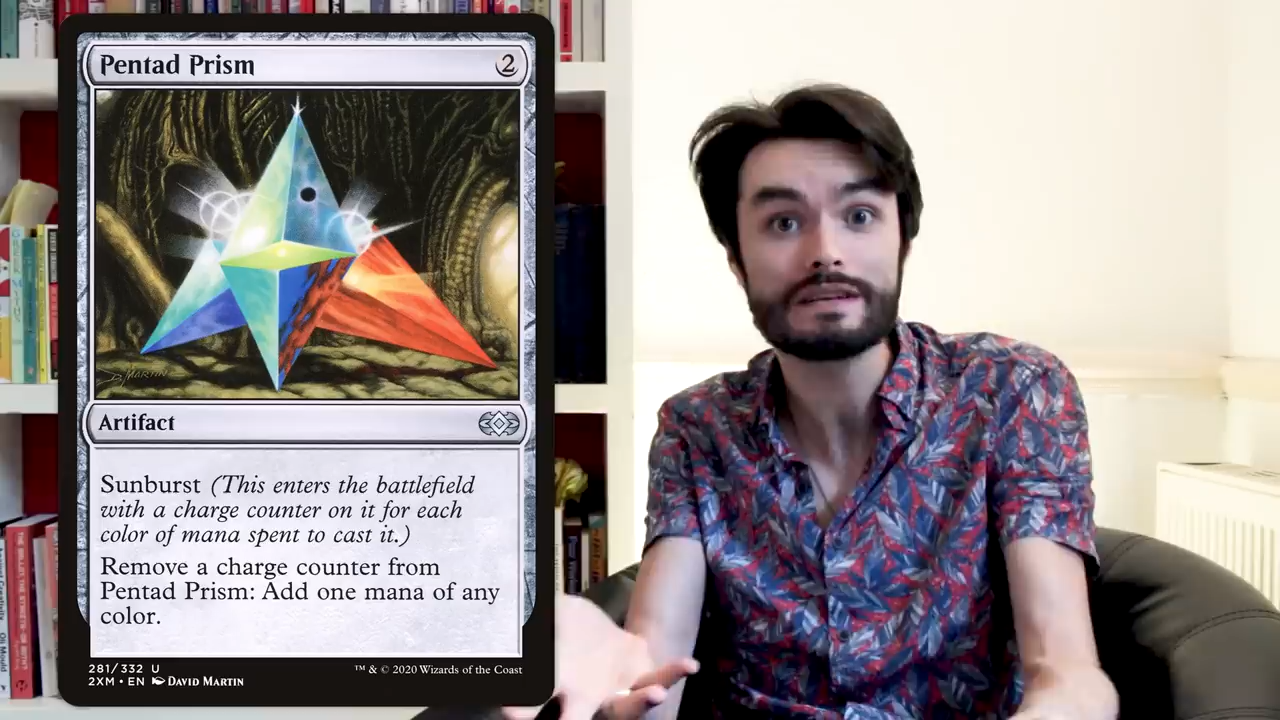 Pentad Prism 2
D. MARTIN
Artifact
Sunburst (This enters the battlefield
with a charge counter on it for each
color of mana spent to cast it.)
Remove a charge counter from
Pentad Prism: Add one mana of any
color.
281/332 U
2XM • EN DAVID MARTIN
™ & © 2020 Wizards of the Coast